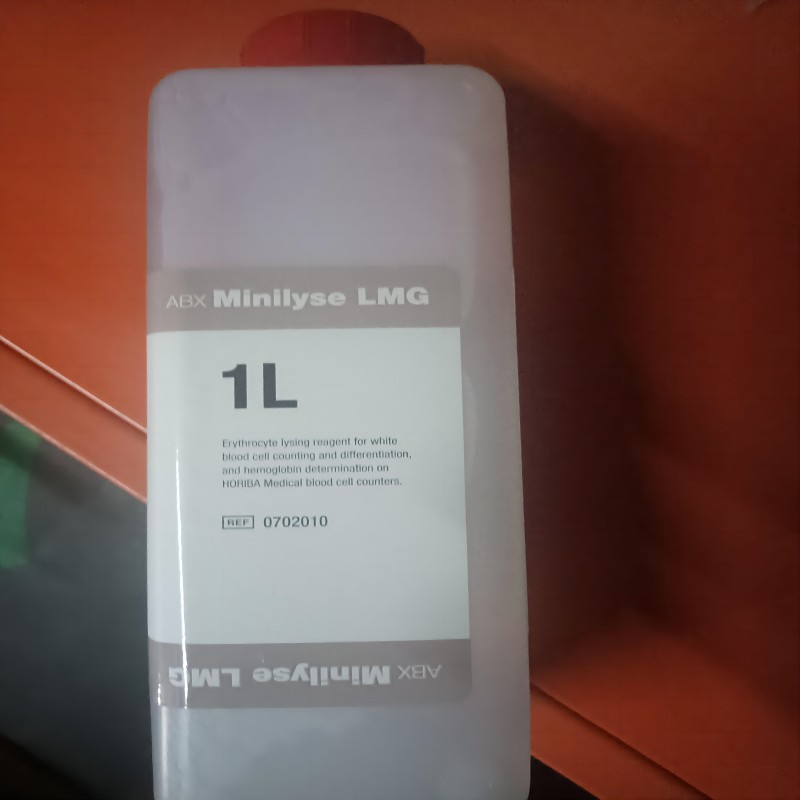 ABX Minilyse LMG
1L
Erythrocyte lysing reagent for white
blood cell counting and differentiation,
and hemoglobin determination on
HORIBA Medical blood cell counters.
REF 0702010
ABX Minilyse LMG